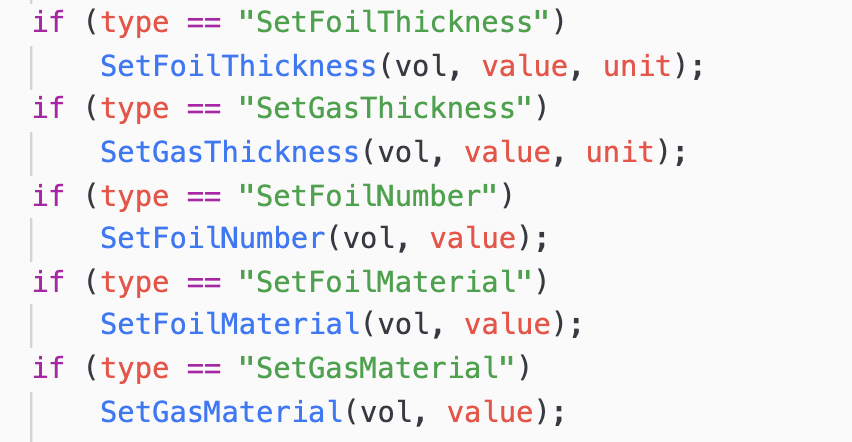 if (type == "SetFoilThickness")
SetFoilThickness(vol, value, unit);
if (type == "SetGasThickness")
SetGasThickness(vol, value, unit);
if (type == "SetFoilNumber")
SetFoilNumber(vol, value);
if (type == "SetFoilMaterial")
SetFoilMaterial(vol, value);
if (type == "SetGasMaterial")
SetGasMaterial(vol, value);